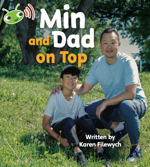 Min
and Dad
on Top
Written by
Karen Filewych